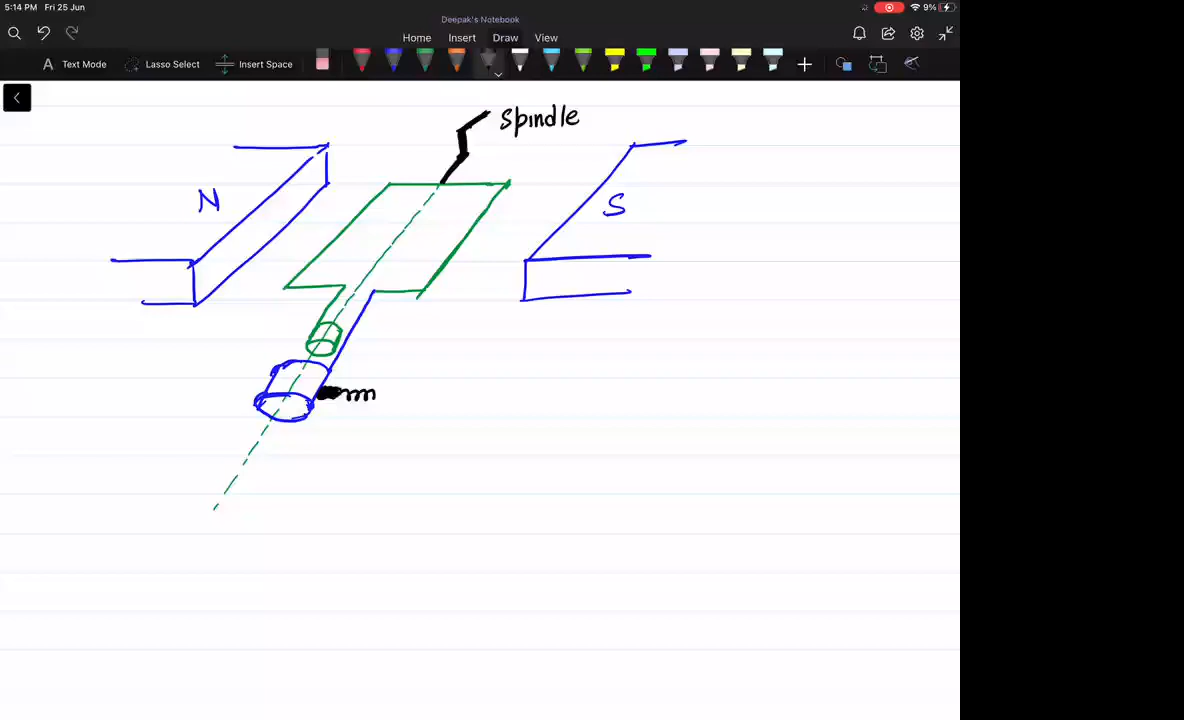 5:14 PM Fri 25 Jun
9%
Deepak's Notebook
Home Insert Draw View
Text Mode Lasso Select Insert Space
Spindle
N
S